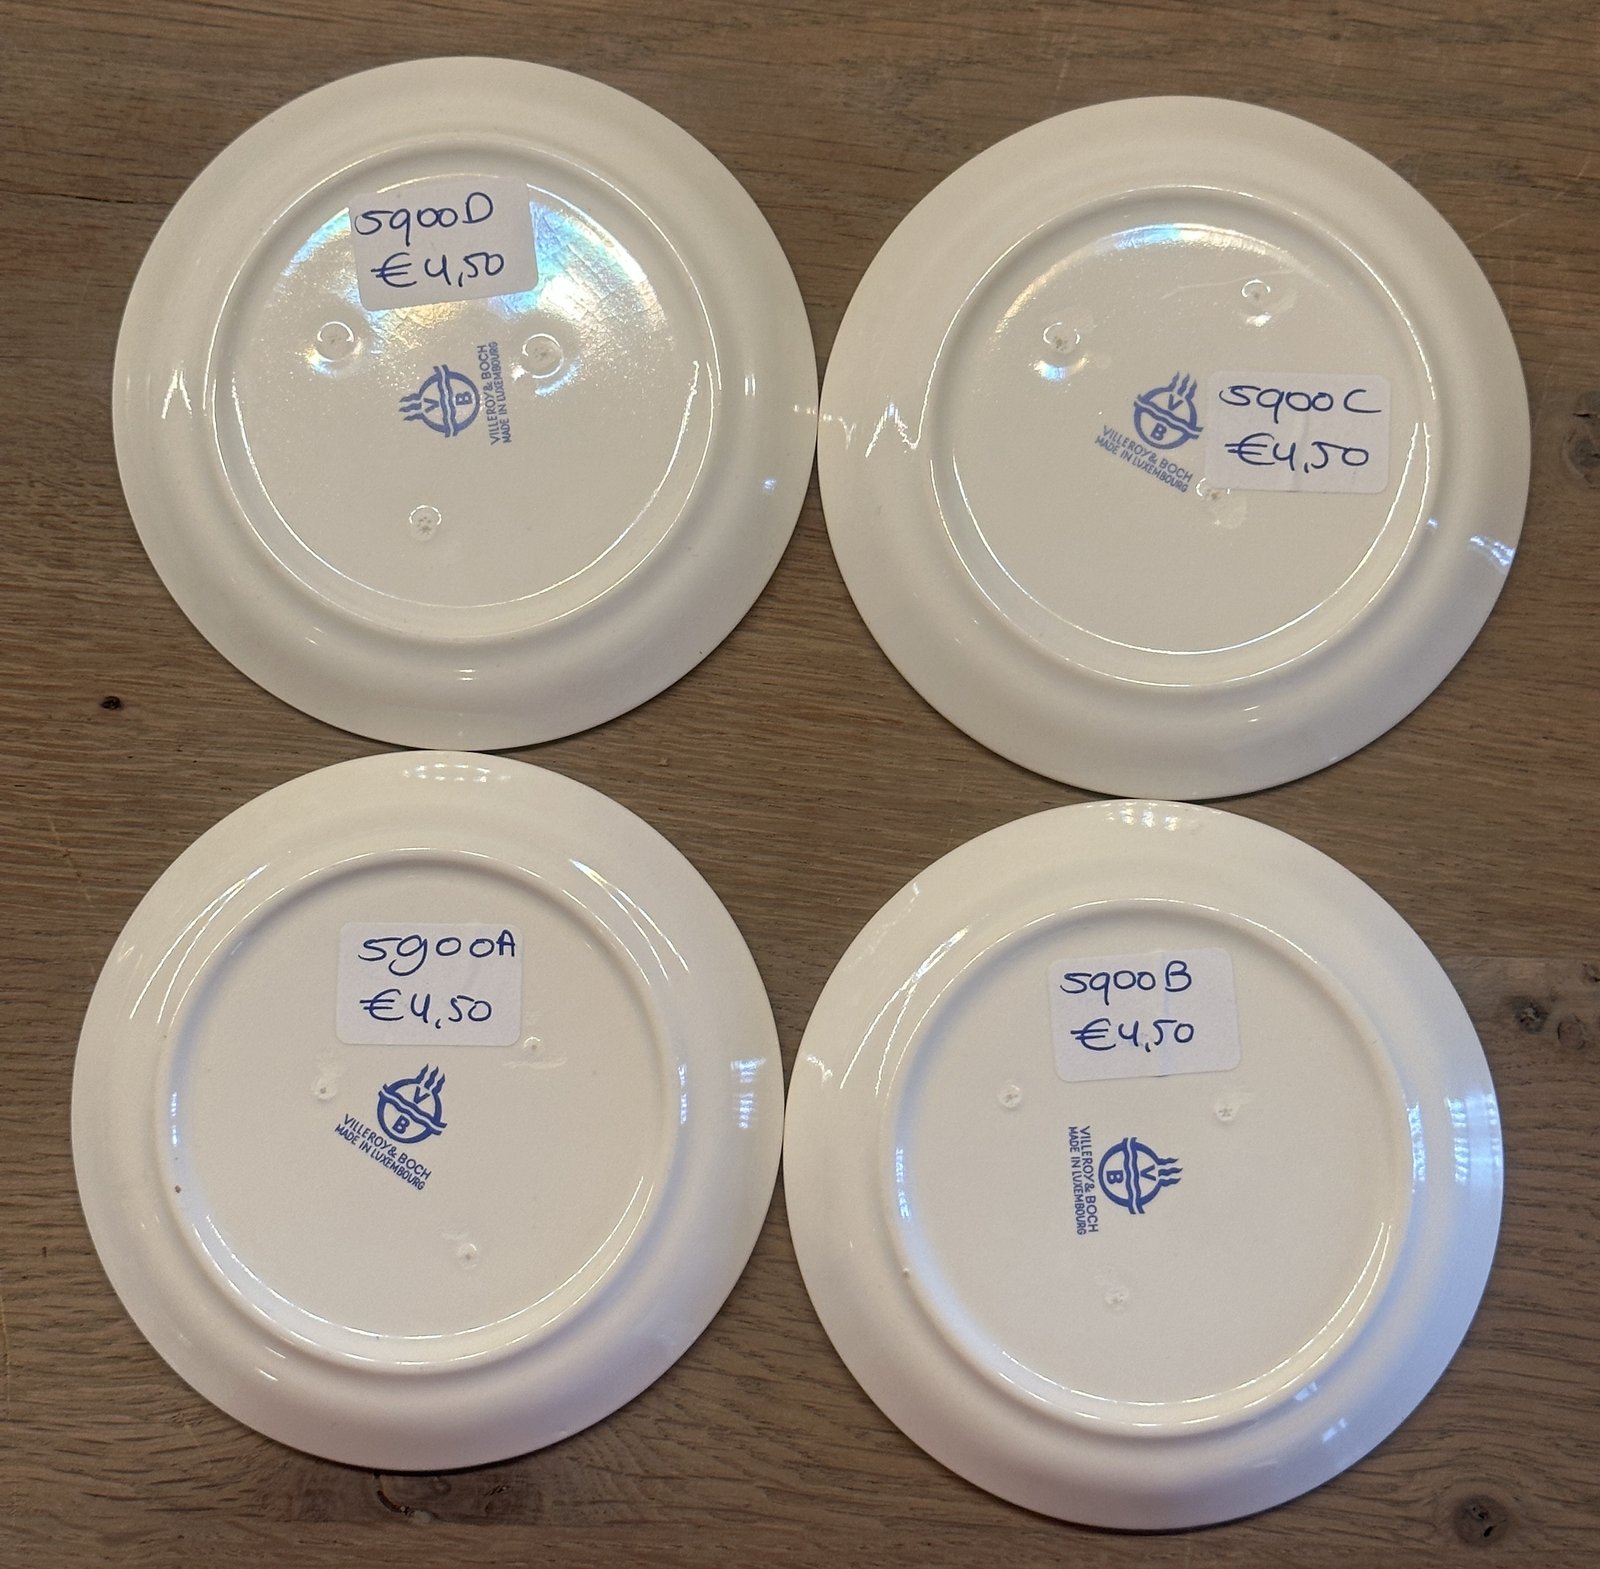 5900D
€4,50
V
B
VILLEROY & BOCH
MADE IN LUXEMBOURG
5900C
€4,50
V
B
VILLEROY & BOCH
MADE IN LUXEMBOURG
5900A
€4,50
V
B
VILLEROY & BOCH
MADE IN LUXEMBOURG
5900B
€4,50
V
B
VILLEROY & BOCH
MADE IN LUXEMBOURG